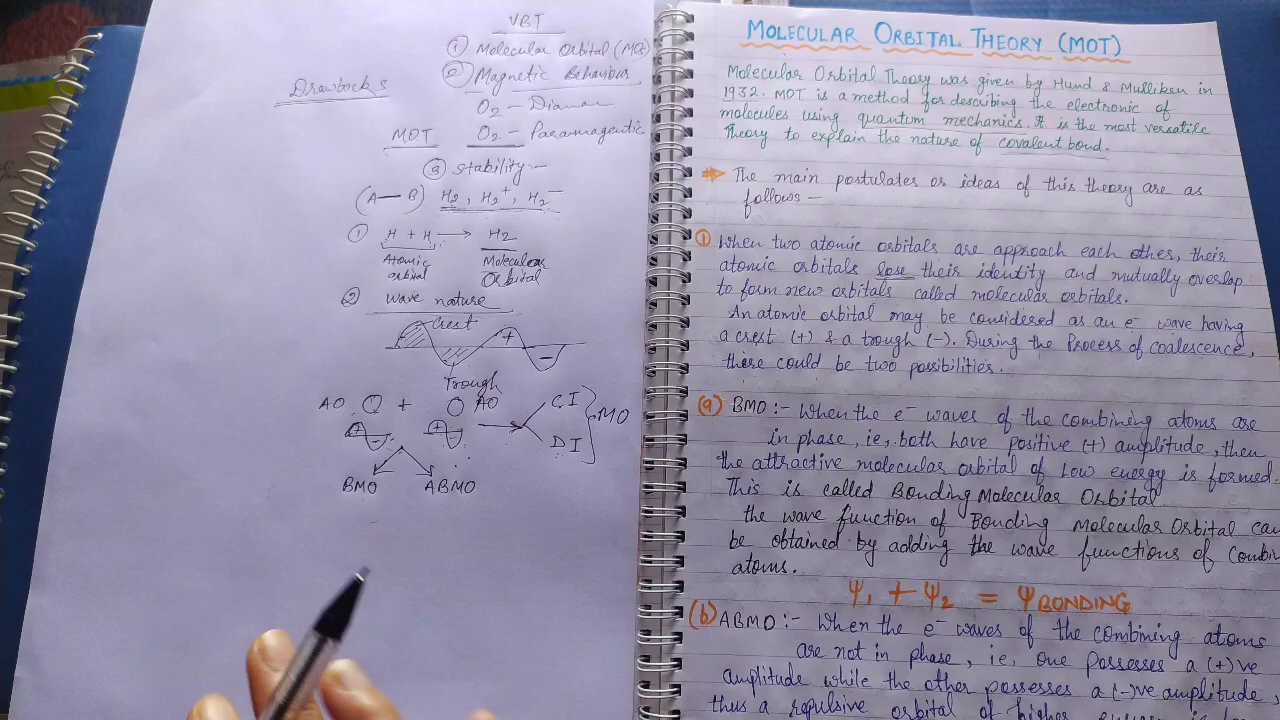 VBT
① Molecular Orbital (MOs)
② Magnetic Behaviour
Drawbacks
O2 – Diamag
MOT
O2 – Paramagentic
③ stability:–
(A–B) H2, H2+, H2-
① H + H → H2
Atomic orbital
Molecular Orbital
② wave nature
Crest
+
–
Trough
AO + AO
C.I
D.I
MO
+ +
BMO ABMO
MOLECULAR ORBITAL THEORY (MOT)
Molecular Orbital Theory was given by Hund & Mulliken in
1932. MOT is a method for describing the electronic of
molecules using quantum mechanics. It is the most versatile
Theory to explain the nature of covalent bond.
The main postulates or ideas of this theory are as
follows –
① When two atomic orbitals are approach each others, their
atomic orbitals lose their identity and mutually overlap
to form new orbitals called molecular orbitals.
An atomic orbital may be considered as an e- wave having
a crest (+) & a trough (–). During the Process of coalescence,
there could be two possibilities.
(a) BMO :- When the e- waves of the combining atoms are
in phase, ie, both have positive (+) amplitude, then
the attractive molecular orbital of low energy is formed.
This is called Bonding Molecular Orbital.
the wave function of Bonding molecular Orbital can
be obtained by adding the wave functions of Combin
atoms.
Ψ1 + Ψ2 = ΨBONDING
(b) ABMO :- When the e- waves of the combining atoms
are not in phase, i.e one possesses (+)ve
amplitude while the other possesses (-)ve amplitude,
thus a repulsive orbital of higher